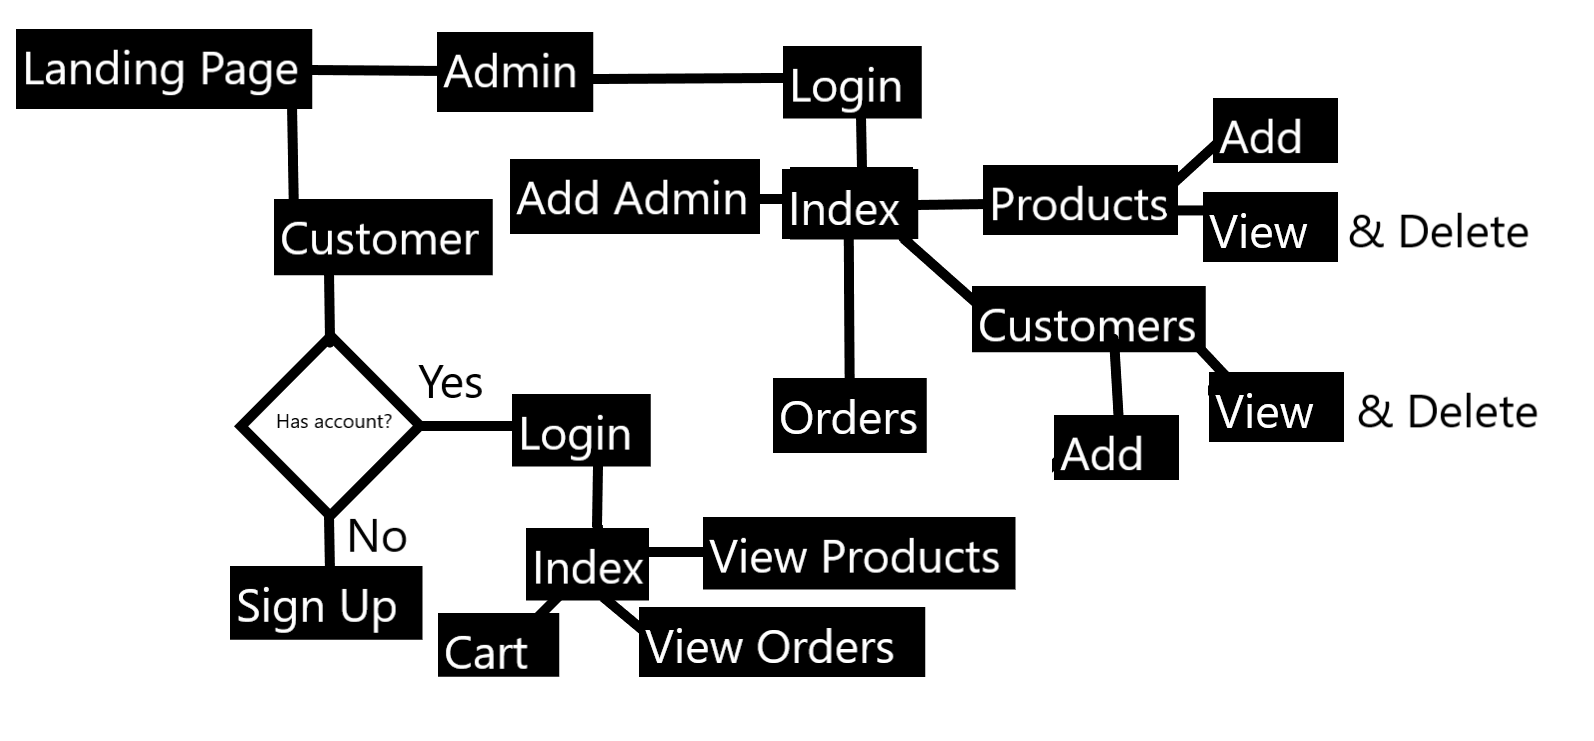 Landing Page
Admin
Login
Add
Add Admin
Index
Products
View & Delete
Customer
Customers
Has account?
Yes
Login
Orders
View & Delete
Add
No
Index
View Products
Sign Up
Cart
View Orders